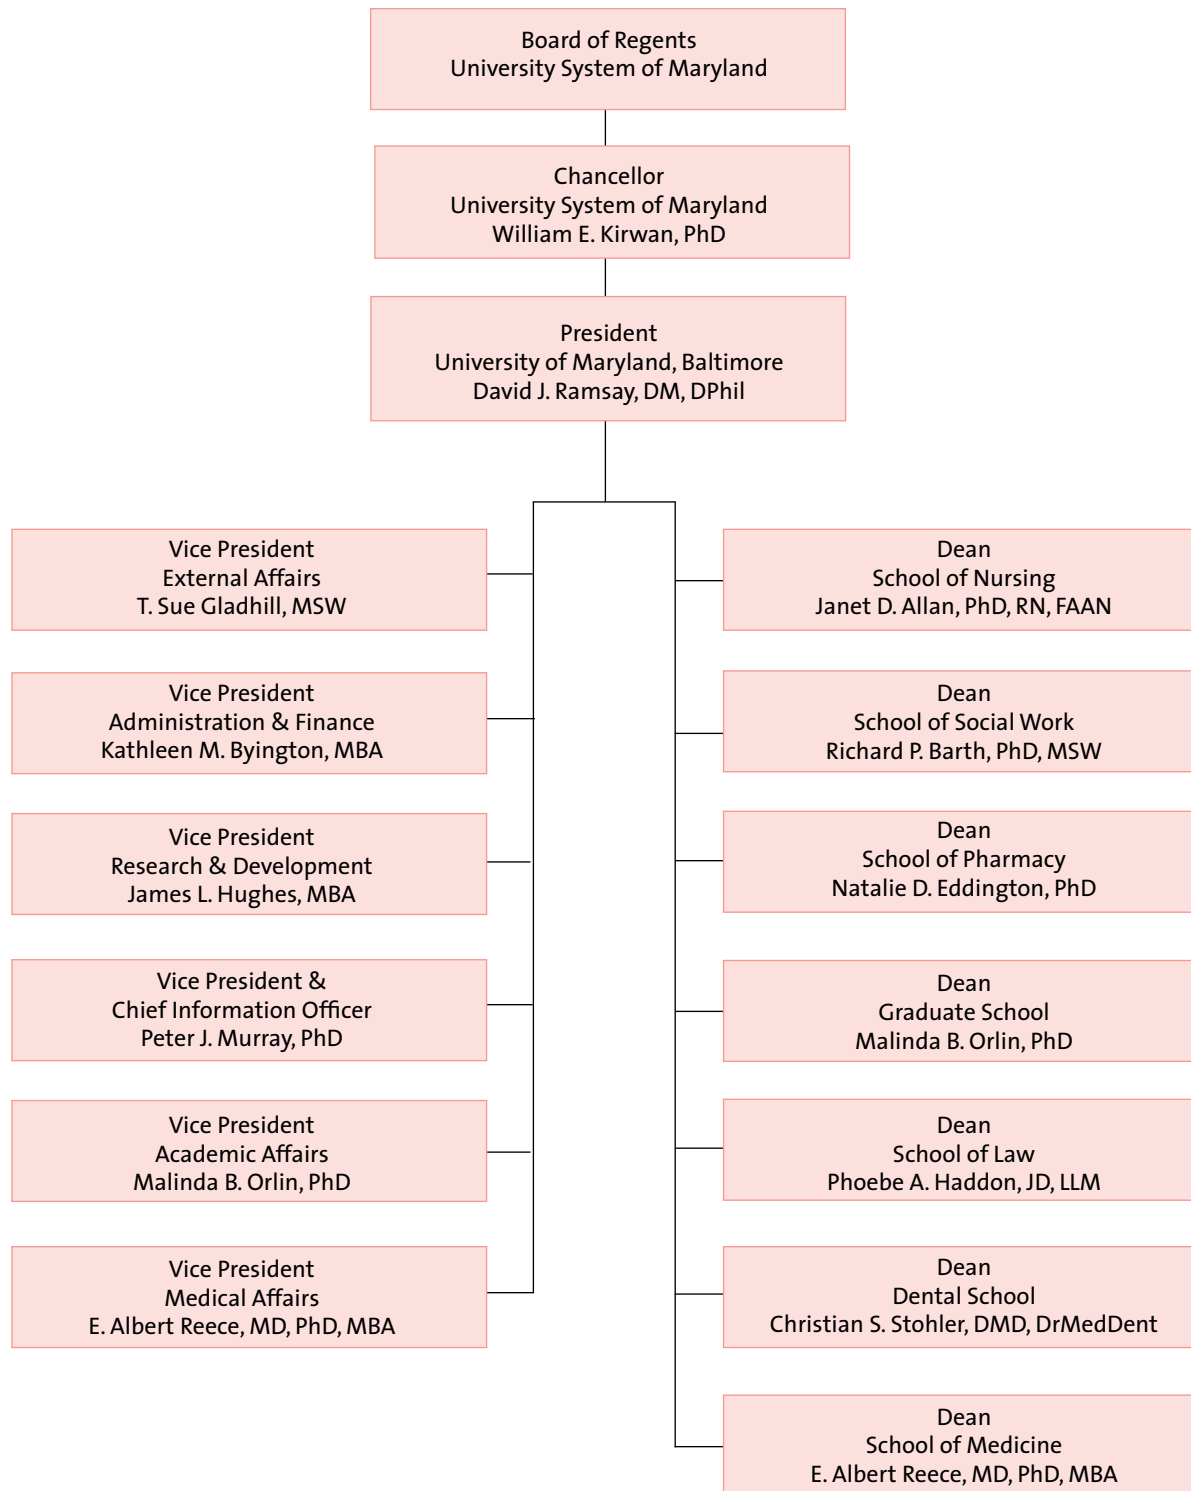 Board of Regents
University System of Maryland
Chancellor
University System of Maryland
William E. Kirwan, PhD
President
University of Maryland, Baltimore
David J. Ramsay, DM, DPhil
Vice President
External Affairs
T. Sue Gladhill, MSW
Vice President
Administration & Finance
Kathleen M. Byington, MBA
Vice President
Research & Development
James L. Hughes, MBA
Vice President &
Chief Information Officer
Peter J. Murray, PhD
Vice President
Academic Affairs
Malinda B. Orlin, PhD
Vice President
Medical Affairs
E. Albert Reece, MD, PhD, MBA
Dean
School of Nursing
Janet D. Allan, PhD, RN, FAAN
Dean
School of Social Work
Richard P. Barth, PhD, MSW
Dean
School of Pharmacy
Natalie D. Eddington, PhD
Dean
Graduate School
Malinda B. Orlin, PhD
Dean
School of Law
Phoebe A. Haddon, JD, LLM
Dean
Dental School
Christian S. Stohler, DMD, DrMedDent
Dean
School of Medicine
E. Albert Reece, MD, PhD, MBA